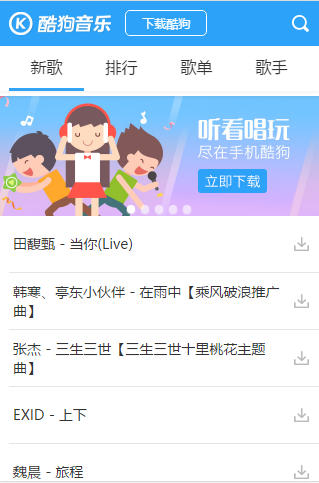 K 酷狗音乐 下载酷狗
新歌 排行 歌单 歌手
听看唱玩
尽在手机酷狗
立即下载
田馥甄 - 当你(Live)
韩寒、亭东小伙伴 - 在雨中【乘风破浪推广
曲】
张杰 - 三生三世【三生三世十里桃花主题
曲】
EXID - 上下
魏晨 - 旅程